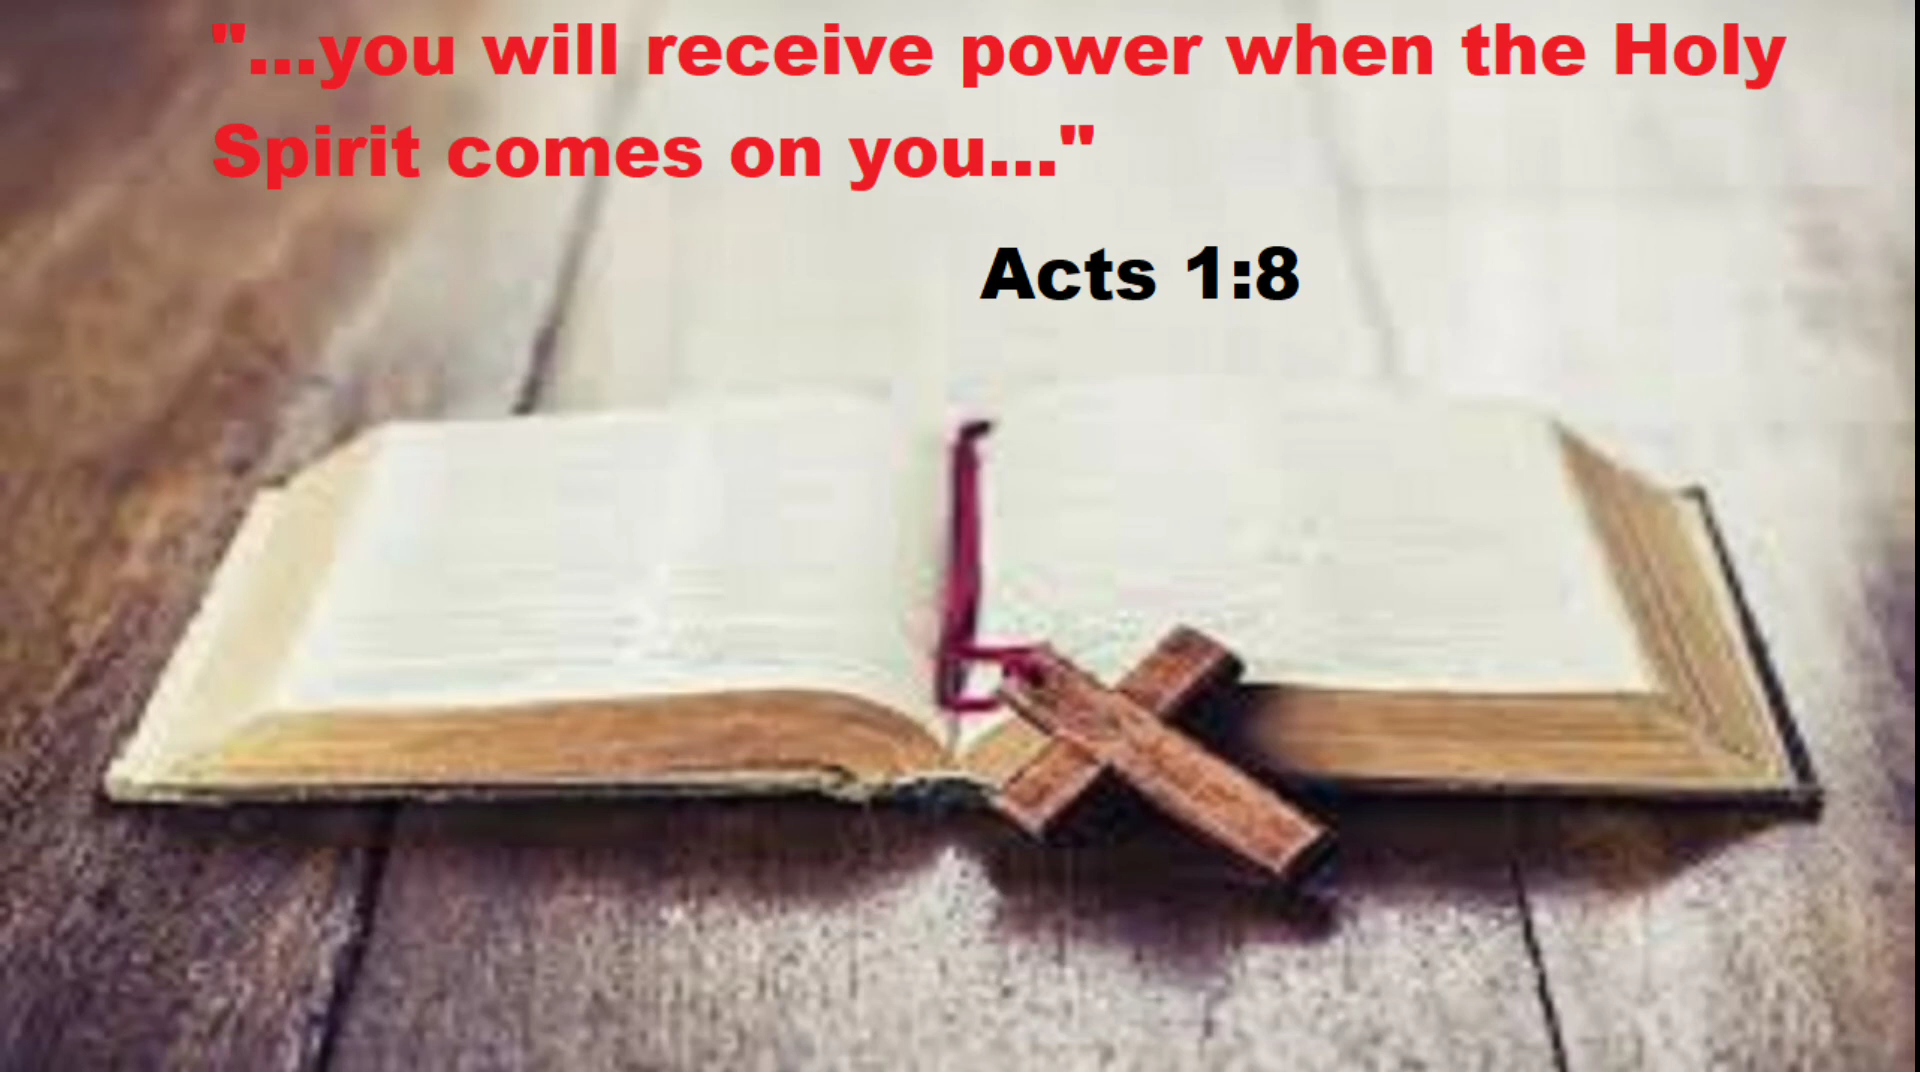 "...you will receive power when the Holy
Spirit comes on you..."
Acts 1:8